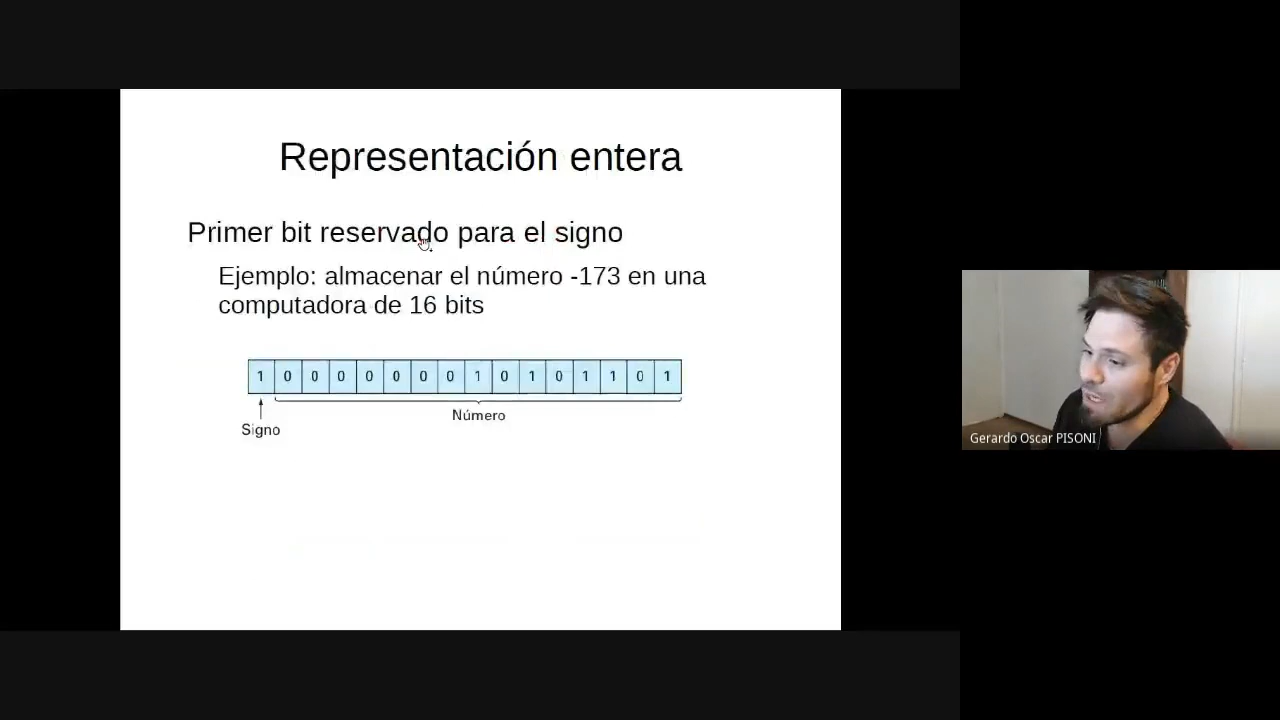 Representación entera
Primer bit reservado para el signo
Ejemplo: almacenar el número -173 en una
computadora de 16 bits
1 0 0 0 0 0 0 0 1 0 1 0 1 1 0 1
Número
Signo
Gerardo Oscar PISONI